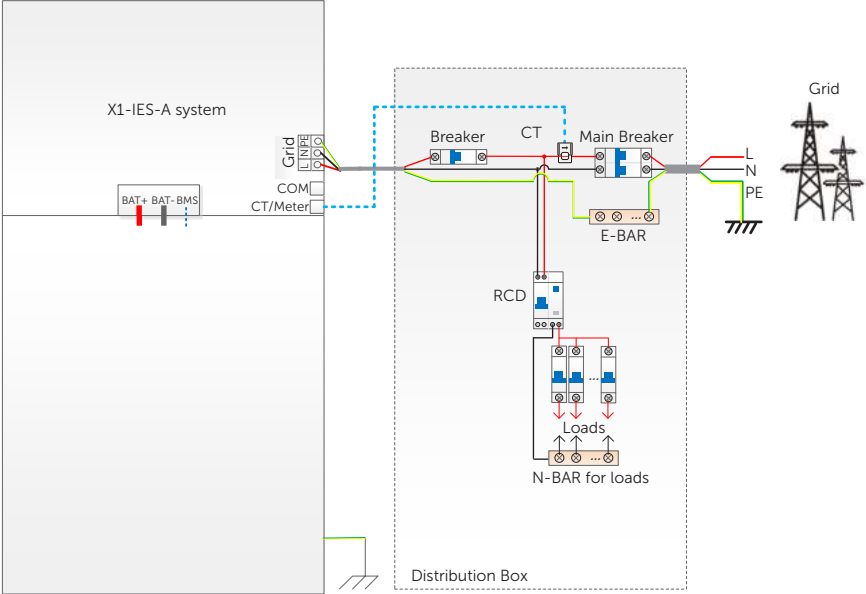 X1-IES-A system
Grid
L N PE
COM
CT/Meter
BAT+ BAT- BMS
Breaker
CT
Main Breaker
Grid
L
N
PE
E-BAR
RCD
...
...
Loads
...
N-BAR for loads
Distribution Box